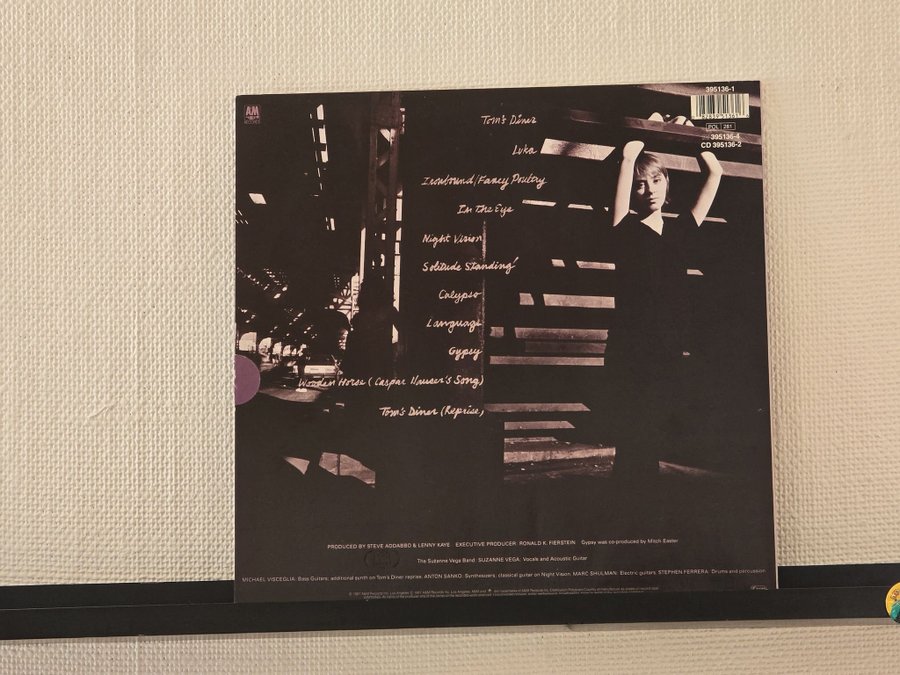 A&M
RECORDS
395136-1
POL 281
395136-4
CD 395136-2
Tom's Diner
Luka
Ironbound/Fancy Poultry
In The Eye
Night Vision
Solitude Standing
Calypso
Language
Gypsy
Wooden Horse (Caspar Hauser's Song)
Tom's Diner (Reprise)
PRODUCED BY STEVE ADDABBO & LENNY KAYE EXECUTIVE PRODUCER: RONALD K. FIERSTEIN Gypsy was co-produced by Mitch Easter
The Suzanne Vega Band: SUZANNE VEGA: Vocals and Acoustic Guitar
MICHAEL VISCEGLIA: Bass Guitars, additional synth on Tom's Diner reprise, ANTON SANKO: Synthesizers, classical guitar on Night Vision, MARC SHULMAN: Electric guitars, STEPHEN FERRERA: Drums and percussion